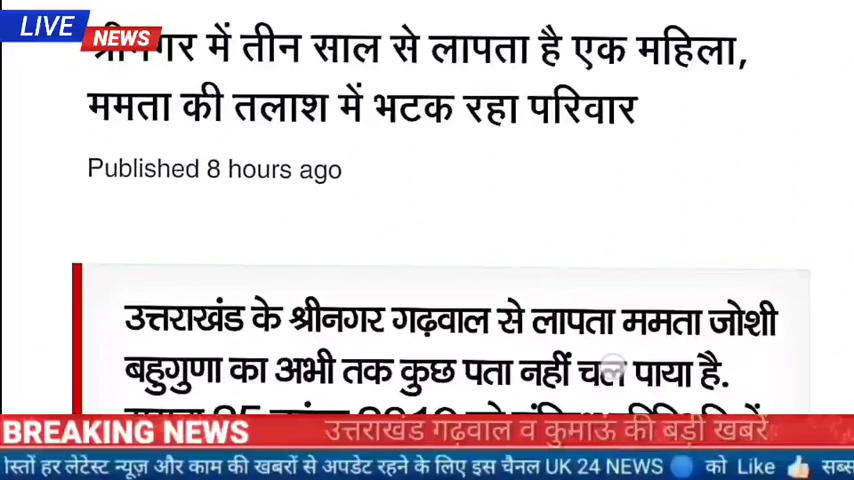 LIVE
NEWS
श्रीनगर में तीन साल से लापता है एक महिला,
ममता की तलाश में भटक रहा परिवार
Published 8 hours ago
उत्तराखंड के श्रीनगर गढ़वाल से लापता ममता जोशी
बहुगुणा का अभी तक कुछ पता नहीं चल पाया है.
BREAKING NEWS
उत्तराखंड गढ़वाल व कुमाऊं की बड़ी खबरें
स्तों हर लेटेस्ट न्यूज़ और काम की खबरों से अपडेट रहने के लिए इस चैनल UK 24 NEWS 🔵 को Like 👍 सब्स